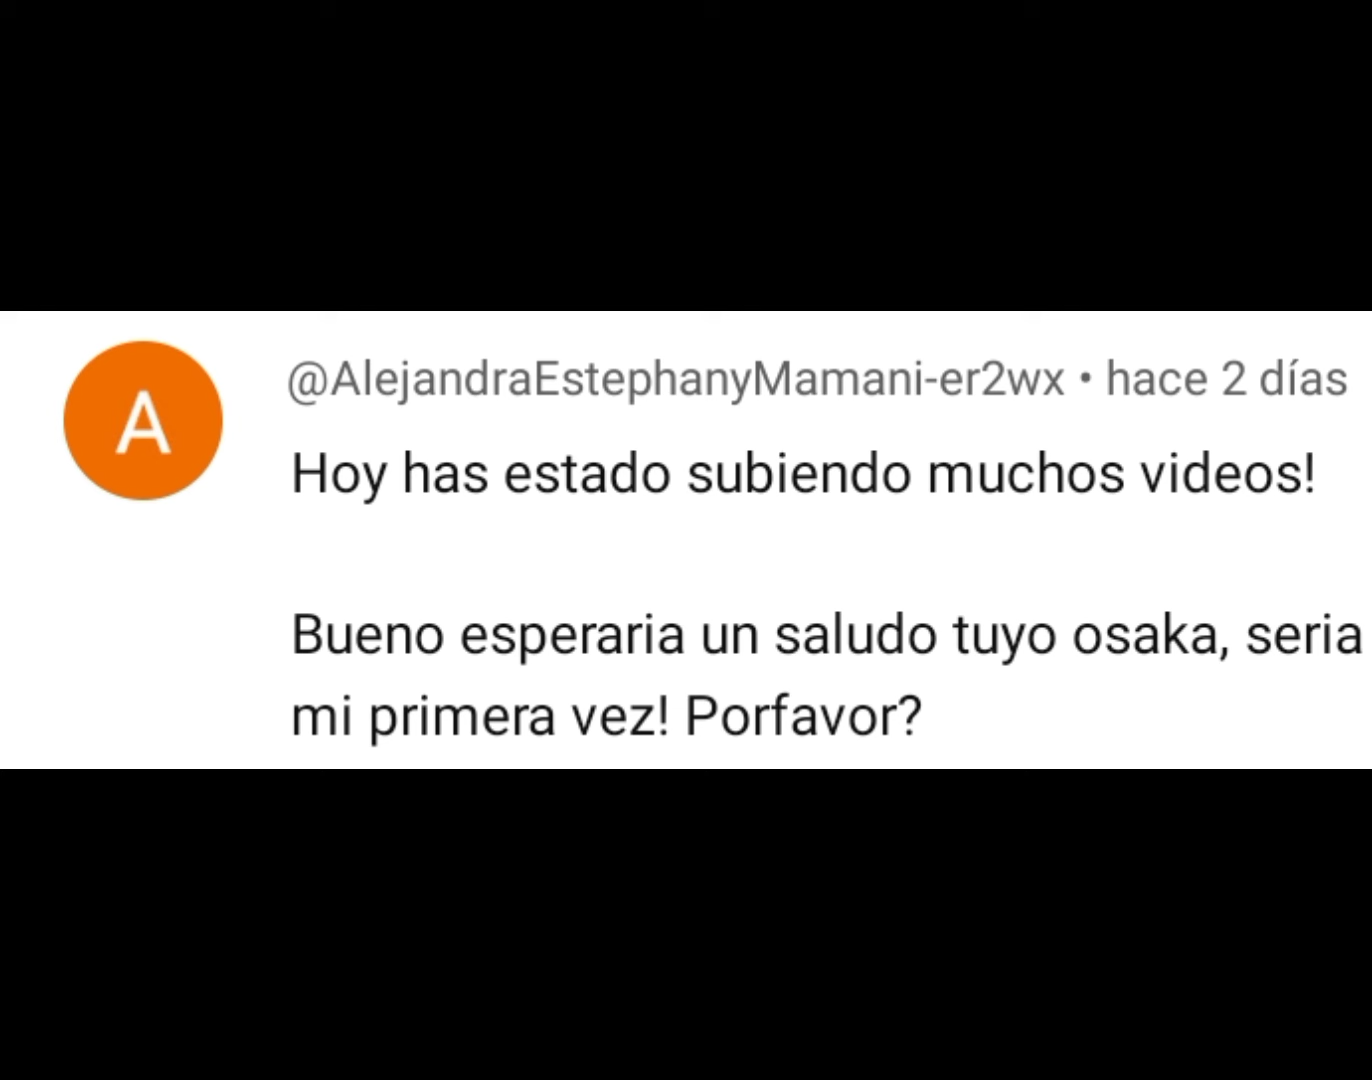 A
@AlejandraEstephanyMamani-er2wx • hace 2 días
Hoy has estado subiendo muchos videos!
Bueno esperaria un saludo tuyo osaka, seria
mi primera vez! Porfavor?